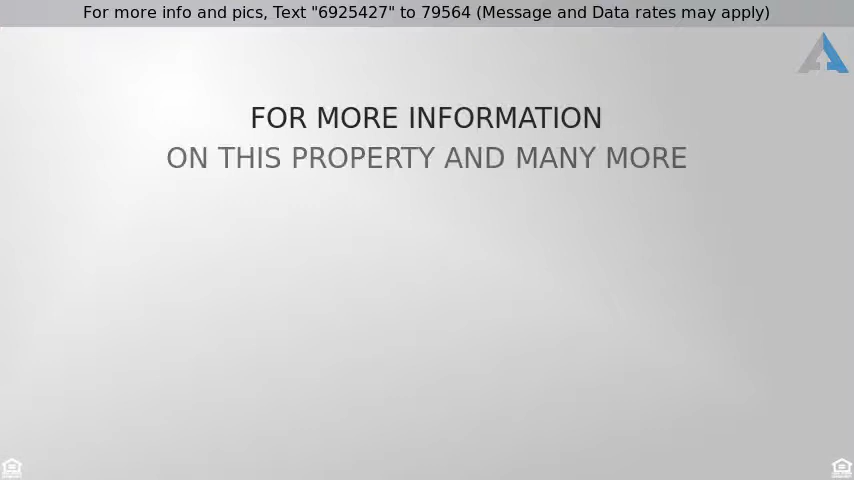 For more info and pics, Text "6925427" to 79564 (Message and Data rates may apply)
FOR MORE INFORMATION
ON THIS PROPERTY AND MANY MORE